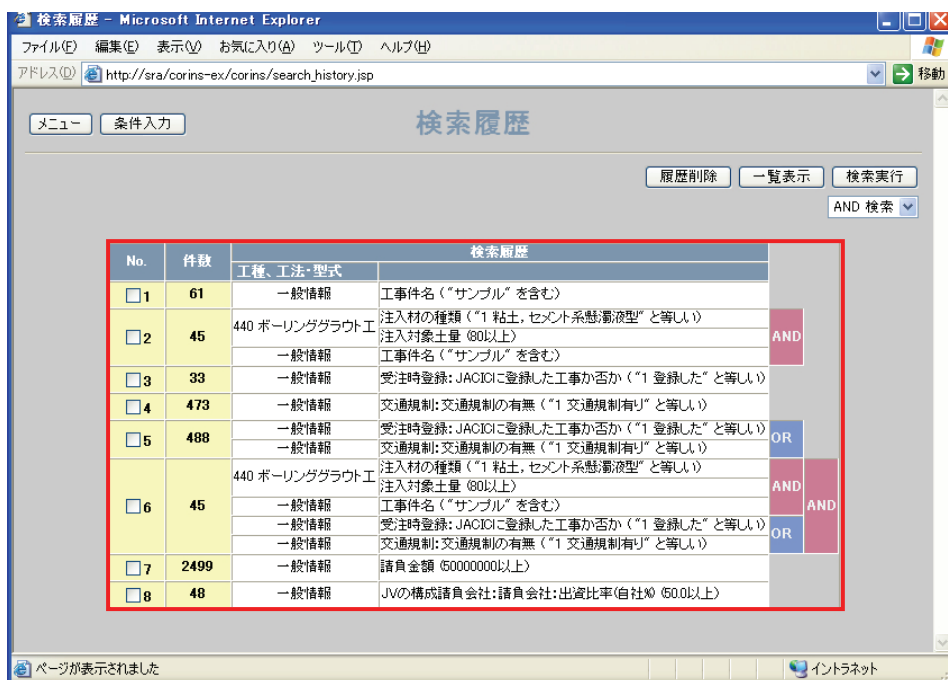 検索履歴 - Microsoft Internet Explorer
ファイル(F) 編集(E) 表示(V) お気に入り(A) ツール(T) ヘルプ(H)
アドレス(D) http://sra/corins-ex/corins/search_history.jsp 移動
メニュー 条件入力 検索履歴
履歴削除 一覧表示 検索実行
AND 検索
No. 件数 検索履歴
工種、工法・型式
1 61 一般情報 工事件名 (“サンプル” を含む)
440 ボーリンググラウト工 注入材の種類 (“1 粘土, セメント系懸濁液型” と等しい)
2 45 注入対象土量 (80以上) AND
一般情報 工事件名 (“サンプル” を含む)
3 33 一般情報 受注時登録: JACICに登録した工事か否か (“1 登録した” と等しい)
4 473 一般情報 交通規制:交通規制の有無 (“1 交通規制有り” と等しい)
5 488 一般情報 受注時登録: JACICに登録した工事か否か (“1 登録した” と等しい) OR
一般情報 交通規制:交通規制の有無 (“1 交通規制有り” と等しい)
440 ボーリンググラウト工 注入材の種類 (“1 粘土, セメント系懸濁液型” と等しい)
注入対象土量 (80以上) AND
6 45 一般情報 工事件名 (“サンプル” を含む) AND
一般情報 受注時登録: JACICに登録した工事か否か (“1 登録した” と等しい) OR
一般情報 交通規制:交通規制の有無 (“1 交通規制有り” と等しい)
7 2499 一般情報 請負金額 (50000000以上)
8 48 一般情報 JVの構成請負会社:請負会社:出資比率(自社%) (50.0以上)
ページが表示されました イントラネット